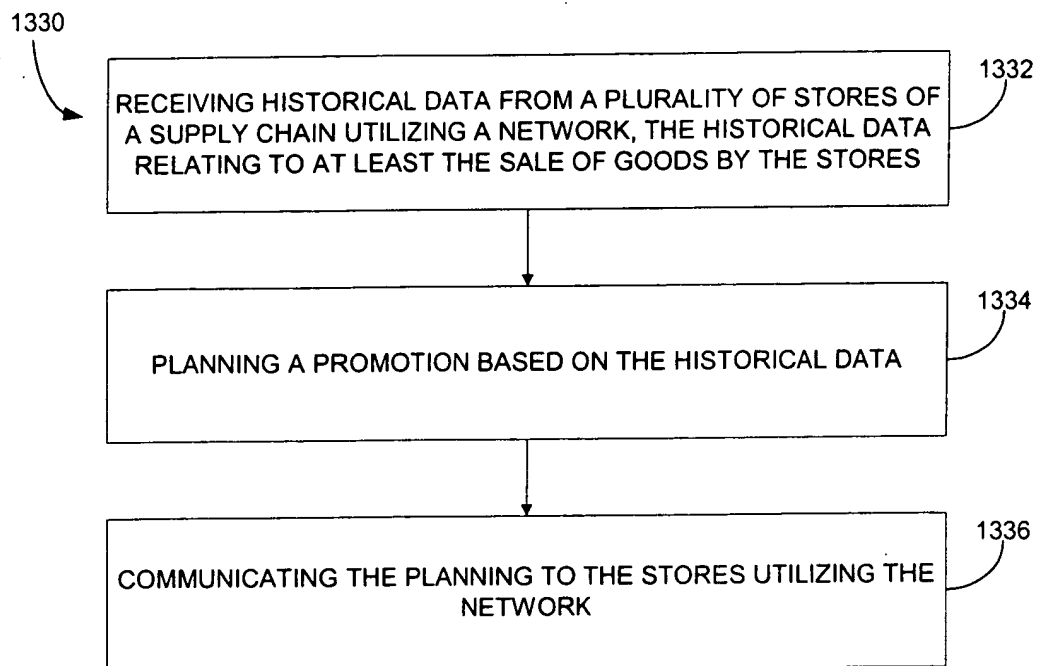 1330
1332
RECEIVING HISTORICAL DATA FROM A PLURALITY OF STORES OF
A SUPPLY CHAIN UTILIZING A NETWORK, THE HISTORICAL DATA
RELATING TO AT LEAST THE SALE OF GOODS BY THE STORES
1334
PLANNING A PROMOTION BASED ON THE HISTORICAL DATA
1336
COMMUNICATING THE PLANNING TO THE STORES UTILIZING THE
NETWORK